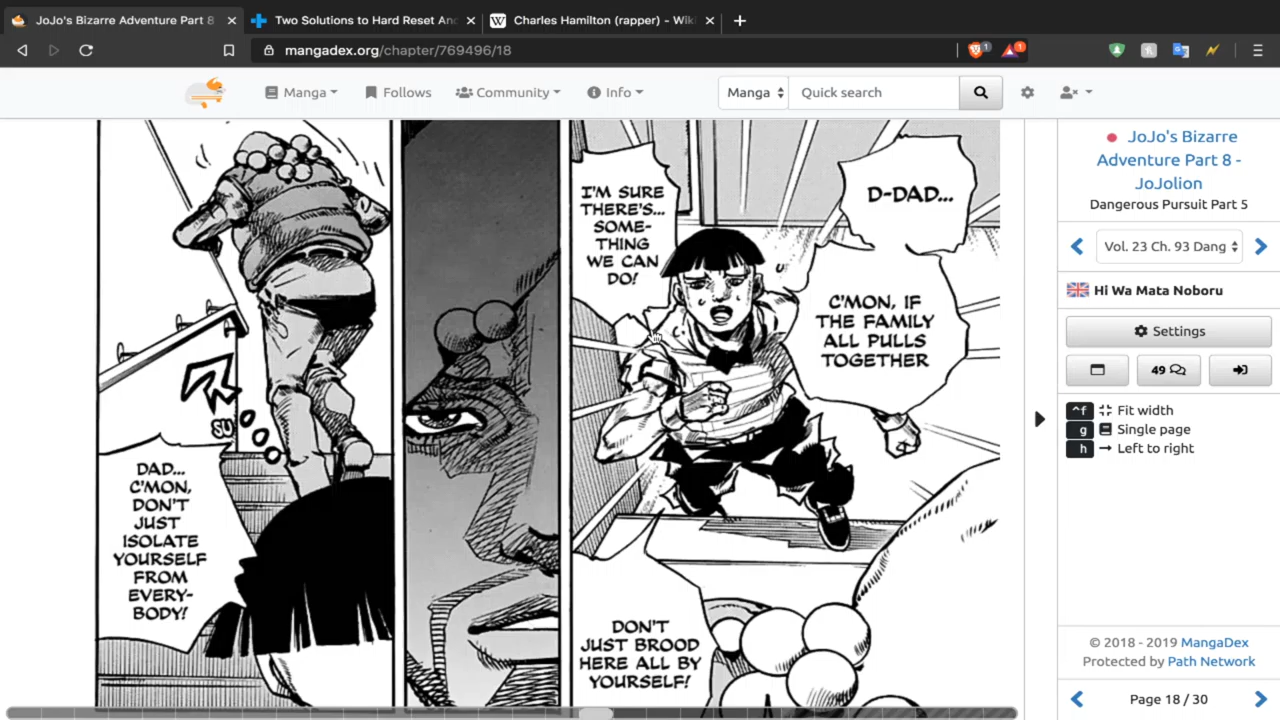 JoJo's Bizarre Adventure Part 8
Two Solutions to Hard Reset And
Charles Hamilton (rapper) - Wiki
mangadex.org/chapter/769496/18
1
1
Manga
Follows
Community
Info
Manga
Quick search
D-DAD...
C'MON, IF
THE FAMILY
ALL PULLS
TOGETHER
I'M SURE
THERE'S...
SOME-
THING
WE CAN
DO!
DON'T
JUST BROOD
HERE ALL BY
YOURSELF!
SU
DAD...
C'MON,
DON'T
JUST
ISOLATE
YOURSELF
FROM
EVERY-
BODY!
JoJo's Bizarre
Adventure Part 8 -
JoJolion
Dangerous Pursuit Part 5
Vol. 23 Ch. 93 Dang
Hi Wa Mata Noboru
Settings
49
^f Fit width
g Single page
h Left to right
© 2018 - 2019 MangaDex
Protected by Path Network
Page 18 / 30